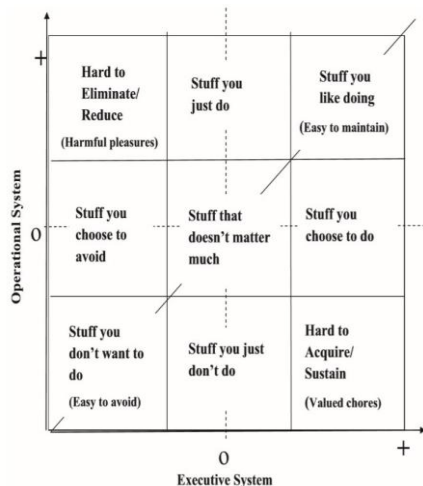 +
Hard to
Eliminate/
Reduce
(Harmful pleasures)
Stuff you
just do
Stuff you
like doing
(Easy to maintain)
Operational System
0
Stuff you
choose to
avoid
Stuff that
doesn't matter
much
Stuff you
choose to do
Stuff you
don't want to
do
(Easy to avoid)
Stuff you just
don't do
Hard to
Acquire/
Sustain
(Valued chores)
0
+
Executive System